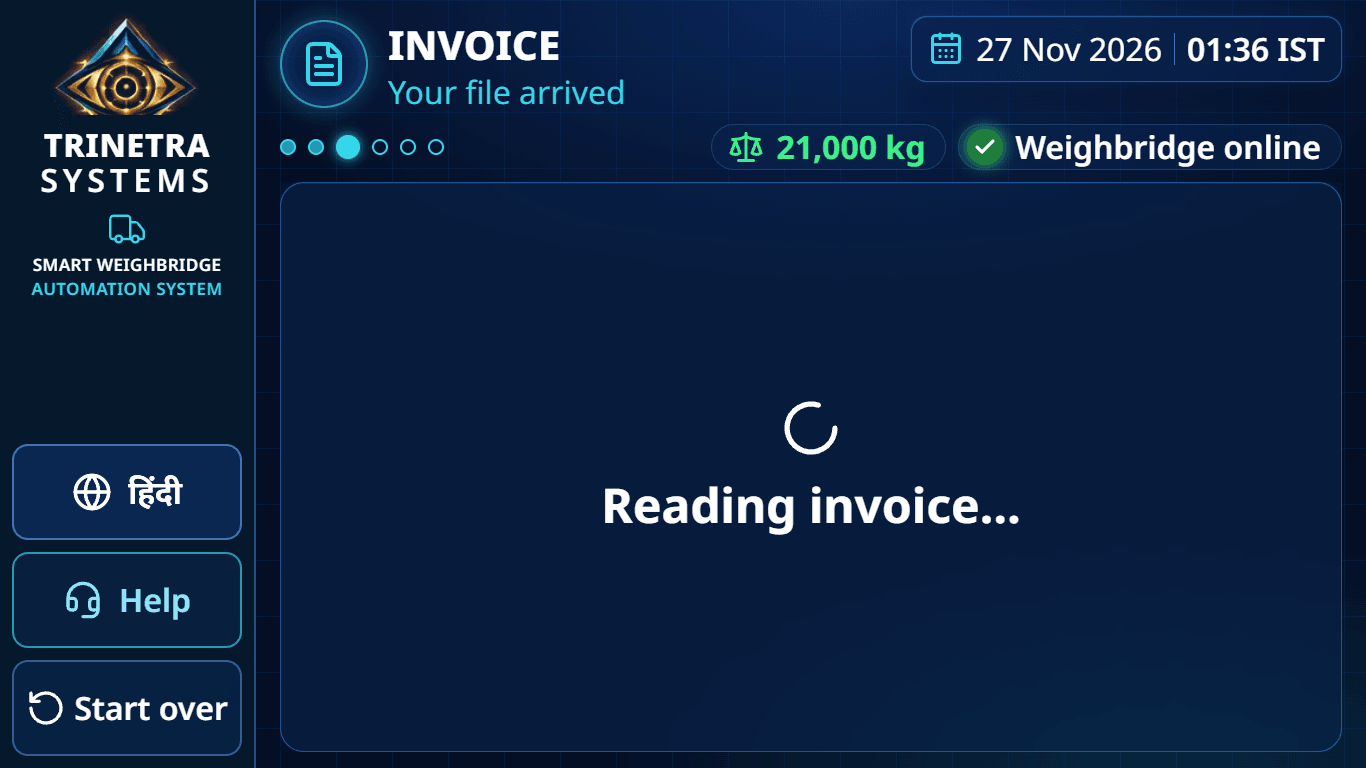 TRINETRA
SYSTEMS
SMART WEIGHBRIDGE
AUTOMATION SYSTEM
हिंदी
Help
Start over
INVOICE
Your file arrived
27 Nov 2026 | 01:36 IST
21,000 kg
Weighbridge online
Reading invoice...